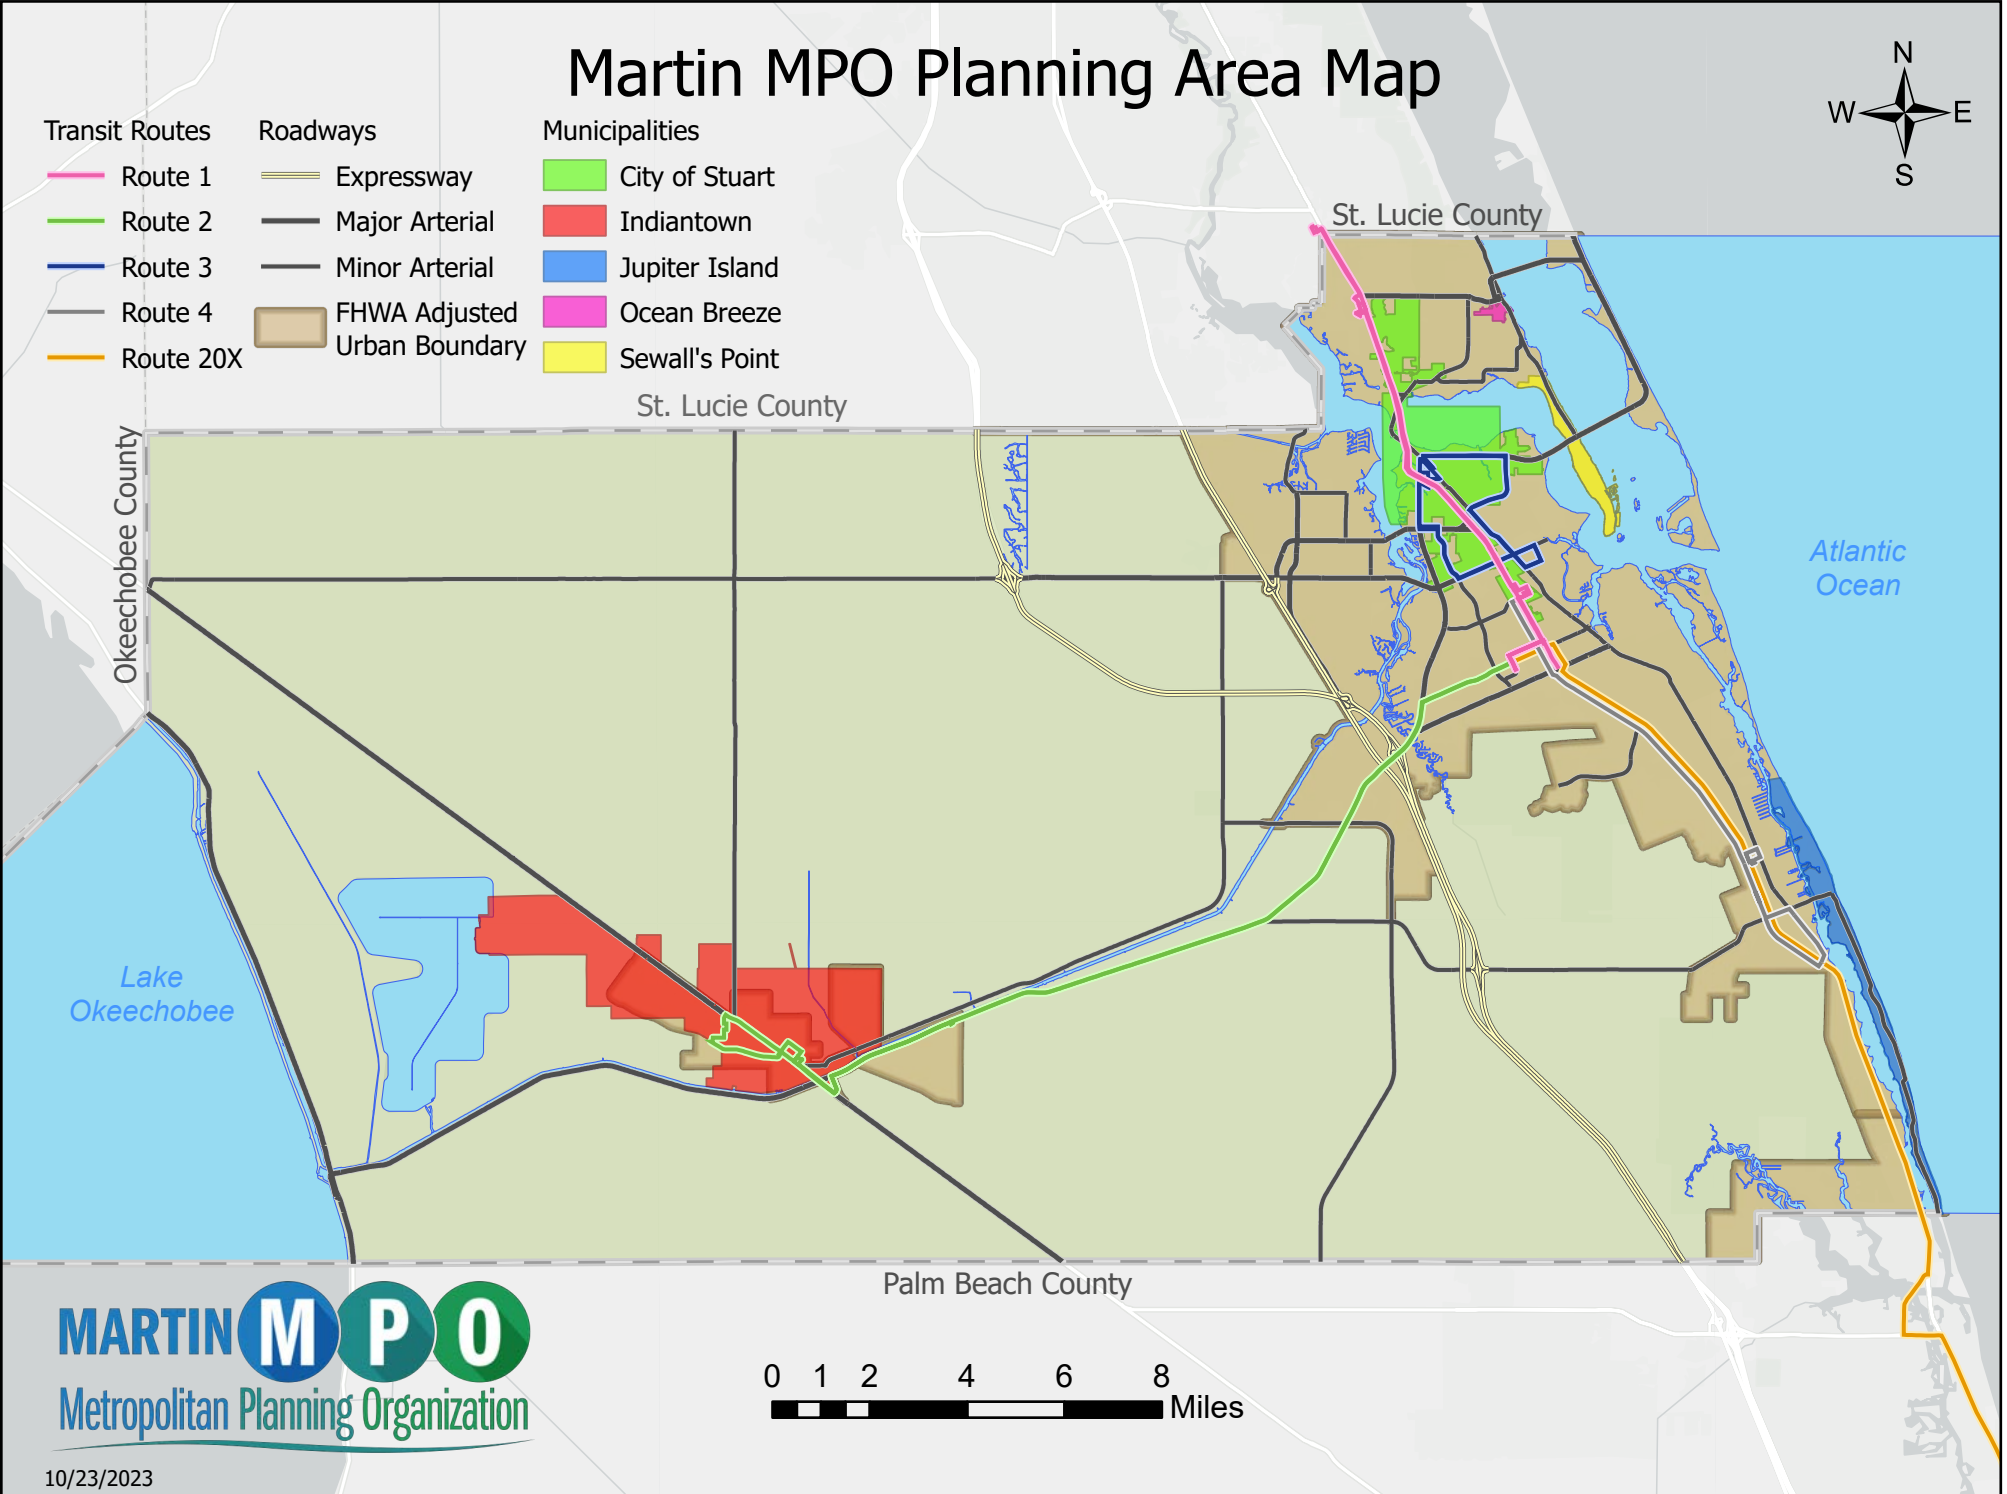 Martin MPO Planning Area Map
N
W
E
S
Transit Routes
Route 1
Route 2
Route 3
Route 4
Route 20X
Roadways
Expressway
Major Arterial
Minor Arterial
FHWA Adjusted
Urban Boundary
Municipalities
City of Stuart
Indiantown
Jupiter Island
Ocean Breeze
Sewall's Point
St. Lucie County
St. Lucie County
Okeechobee County
Atlantic
Ocean
Lake
Okeechobee
Palm Beach County
MARTIN MPO
Metropolitan Planning Organization
0 1 2 4 6 8
Miles
10/23/2023